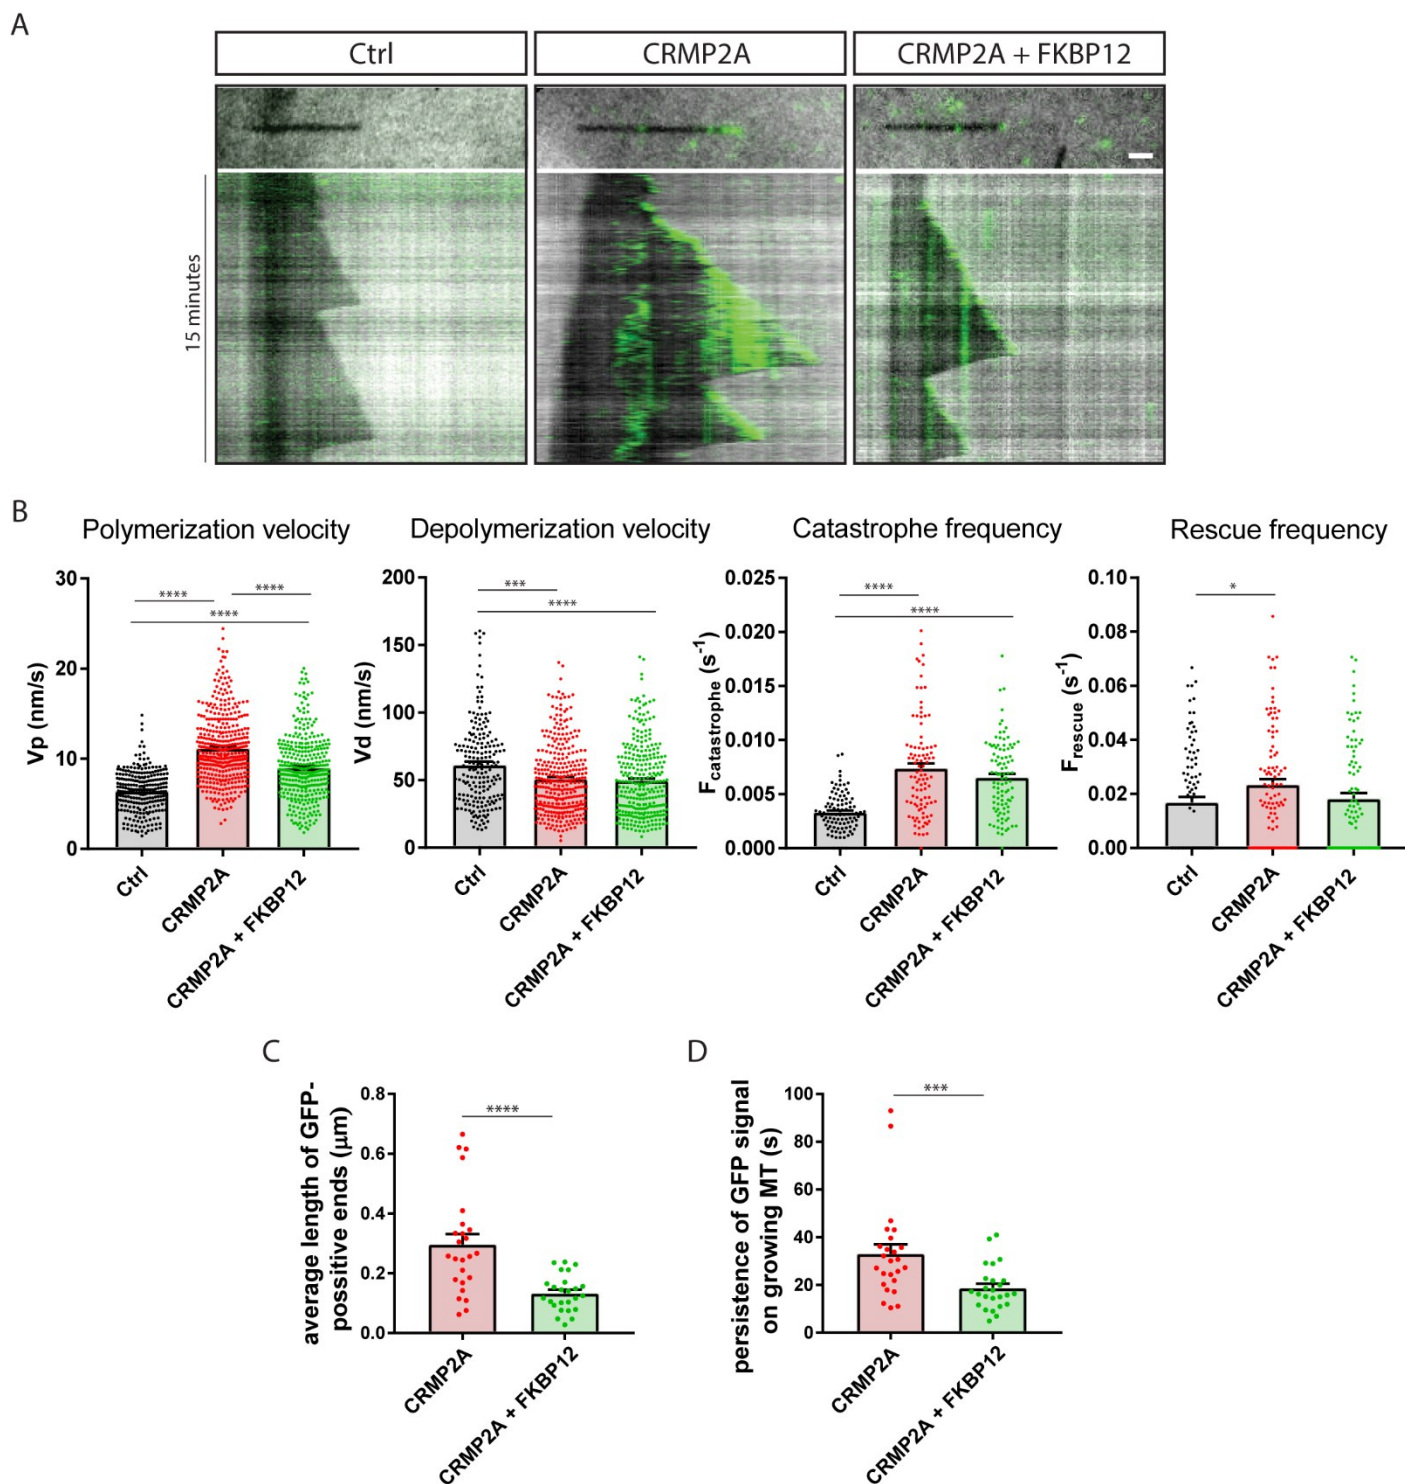 A
Ctrl
CRMP2A
CRMP2A + FKBP12
15 minutes
B
Polymerization velocity
Depolymerization velocity
Catastrophe frequency
Rescue frequency
Vp (nm/s)
30
20
10
0
****
****
****
Ctrl
CRMP2A
CRMP2A + FKBP12
Vd (nm/s)
200
150
100
50
0
***
****
Ctrl
CRMP2A
CRMP2A + FKBP12
F catastrophe (s⁻¹)
0.025
0.020
0.015
0.010
0.005
0.000
****
****
Ctrl
CRMP2A
CRMP2A + FKBP12
F rescue (s⁻¹)
0.10
0.08
0.06
0.04
0.02
0.00
*
Ctrl
CRMP2A
CRMP2A + FKBP12
C
average length of GFP-
possitive ends (μm)
0.8
0.6
0.4
0.2
0.0
****
CRMP2A
CRMP2A + FKBP12
D
persistence of GFP signal
on growing MT (s)
100
80
60
40
20
0
***
CRMP2A
CRMP2A + FKBP12